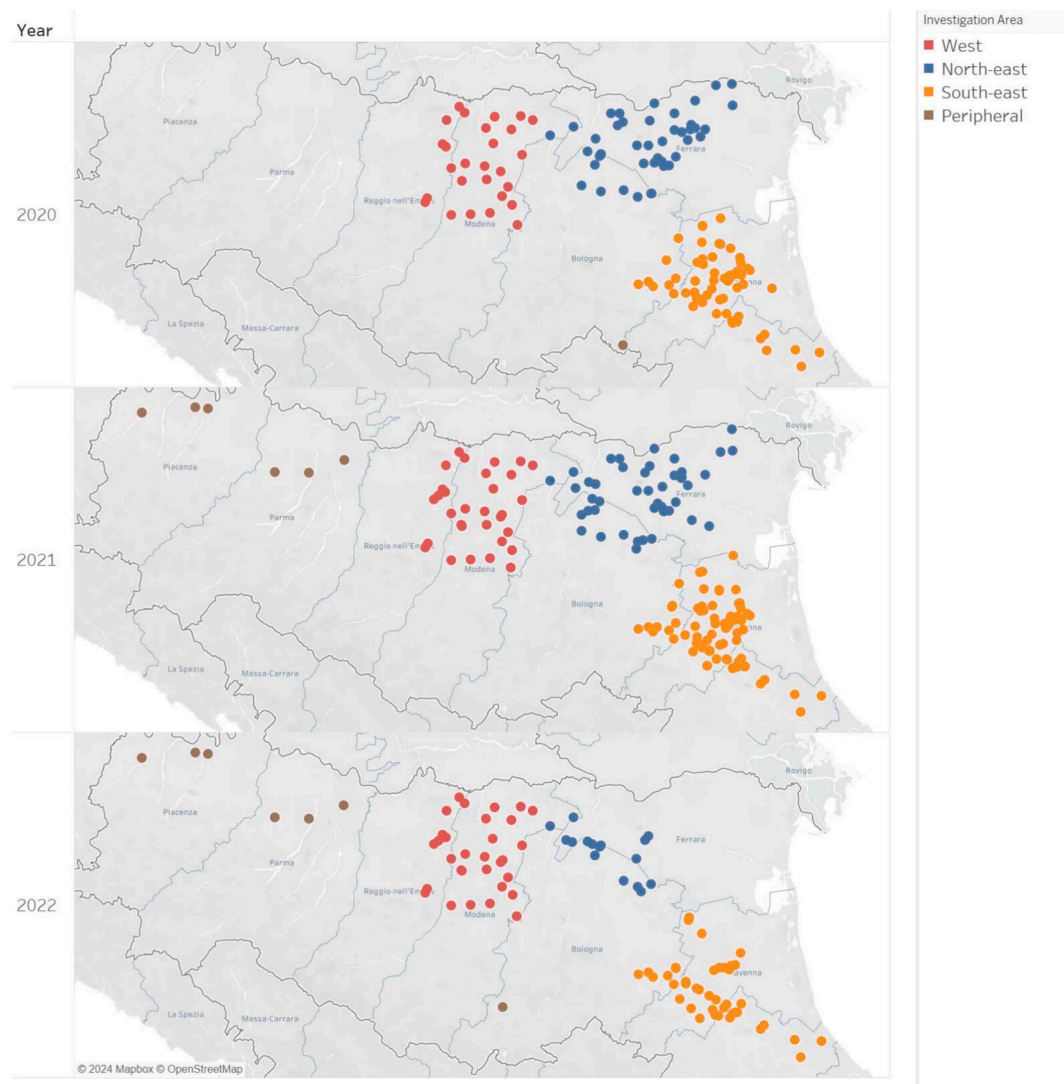 Year
Investigation Area
West
North-east
South-east
Peripheral
2020
Rovigo
Piacenza
Ferrara
Parma
Reggio nell'En
Modena
Bologna
La Spezia
Massa-Carrara
2021
Rovigo
Piacenza
Ferrara
Parma
Reggio nell'En
Modena
Bologna
La Spezia
Massa-Carrara
2022
Rovigo
Piacenza
Ferrara
Parma
Reggio nell'En
Modena
Bologna
La Spezia
Massa-Carrara
© 2024 Mapbox © OpenStreetMap